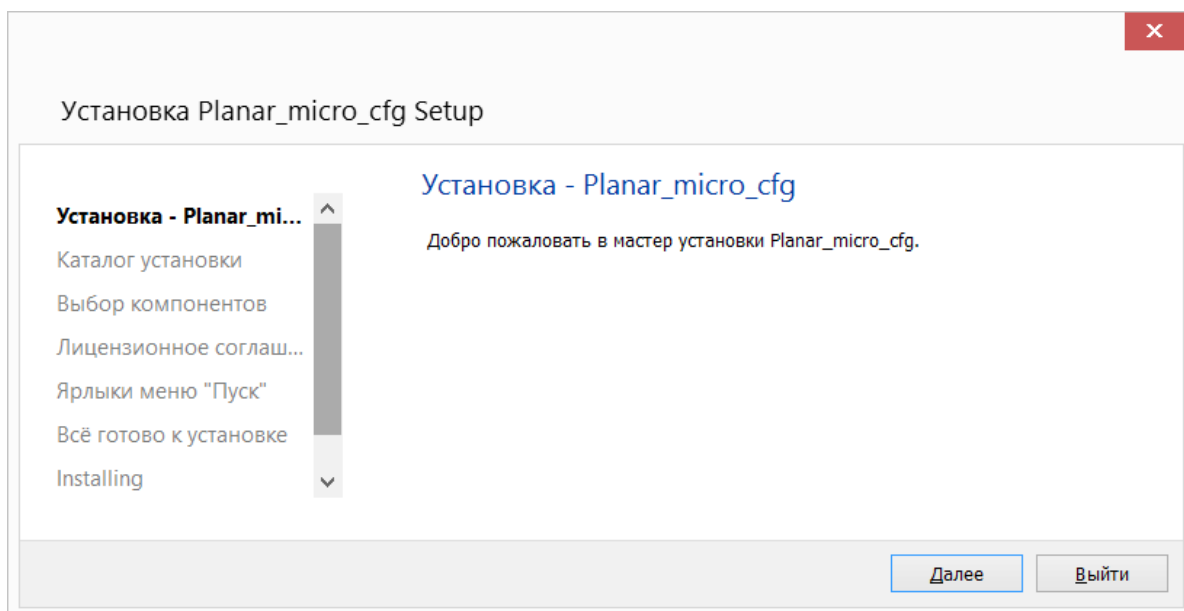 Установка Planar_micro_cfg Setup
Установка - Planar_mi...
Каталог установки
Выбор компонентов
Лицензионное соглаш...
Ярлыки меню "Пуск"
Всё готово к установке
Installing
Установка - Planar_micro_cfg
Добро пожаловать в мастер установки Planar_micro_cfg.
Далее
Выйти